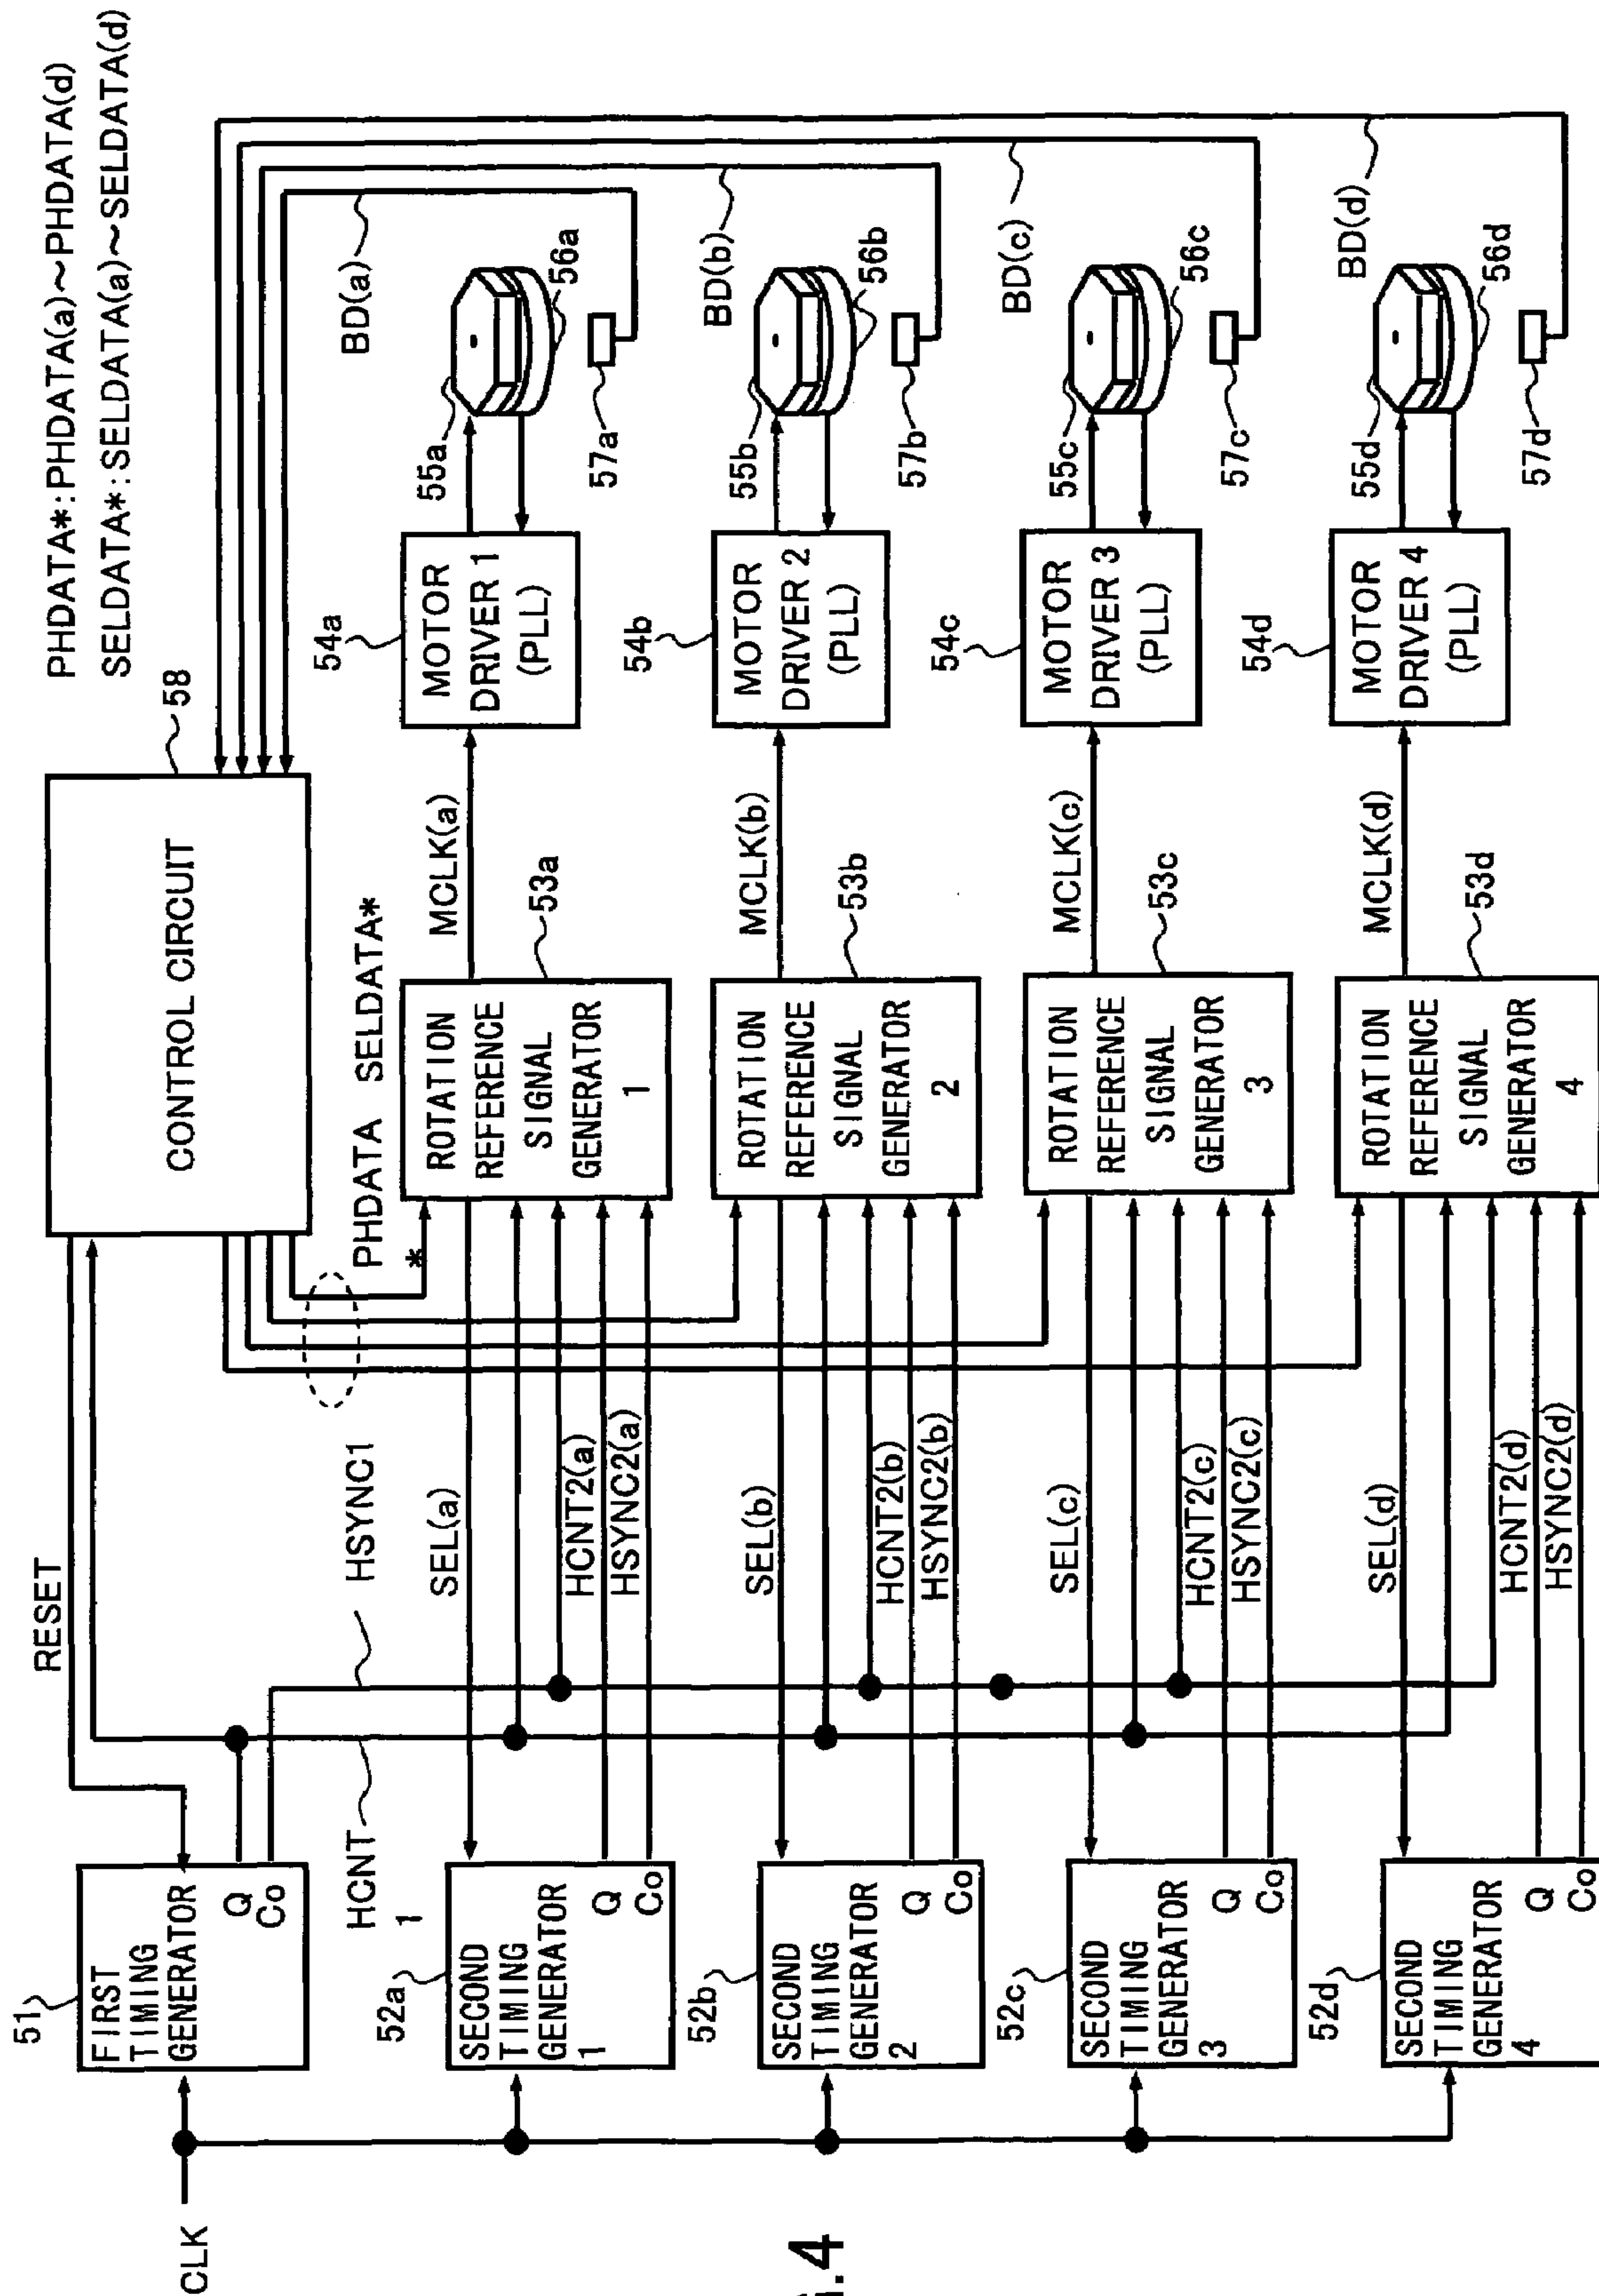 PHDATA*:PHDATA(a)~PHDATA(d)
SELDATA*:SELDATA(a)~SELDATA(d)
CONTROL CIRCUIT
58
RESET
HSYNC1
PHDATA SELDATA*
*
BD(a)
BD(b)
BD(c)
BD(d)
51
FIRST
TIMING
GENERATOR
Q
Co
HCNT
1
CLK
52a
SECOND
TIMING
GENERATOR
1
Q
Co
SEL(a)
HCNT2(a)
HSYNC2(a)
ROTATION
REFERENCE
SIGNAL
GENERATOR
1
53a
MCLK(a)
54a
MOTOR
DRIVER 1
(PLL)
55a
56a
57a
52b
SECOND
TIMING
GENERATOR
2
Q
Co
SEL(b)
HCNT2(b)
HSYNC2(b)
ROTATION
REFERENCE
SIGNAL
GENERATOR
2
53b
MCLK(b)
54b
MOTOR
DRIVER 2
(PLL)
55b
56b
57b
52c
SECOND
TIMING
GENERATOR
3
Q
Co
SEL(c)
HCNT2(c)
HSYNC2(c)
ROTATION
REFERENCE
SIGNAL
GENERATOR
3
53c
MCLK(c)
54c
MOTOR
DRIVER 3
(PLL)
55c
56c
57c
52d
SECOND
TIMING
GENERATOR
4
Q
Co
SEL(d)
HCNT2(d)
HSYNC2(d)
ROTATION
REFERENCE
SIGNAL
GENERATOR
4
53d
MCLK(d)
54d
MOTOR
DRIVER 4
(PLL)
55d
56d
57d
.4